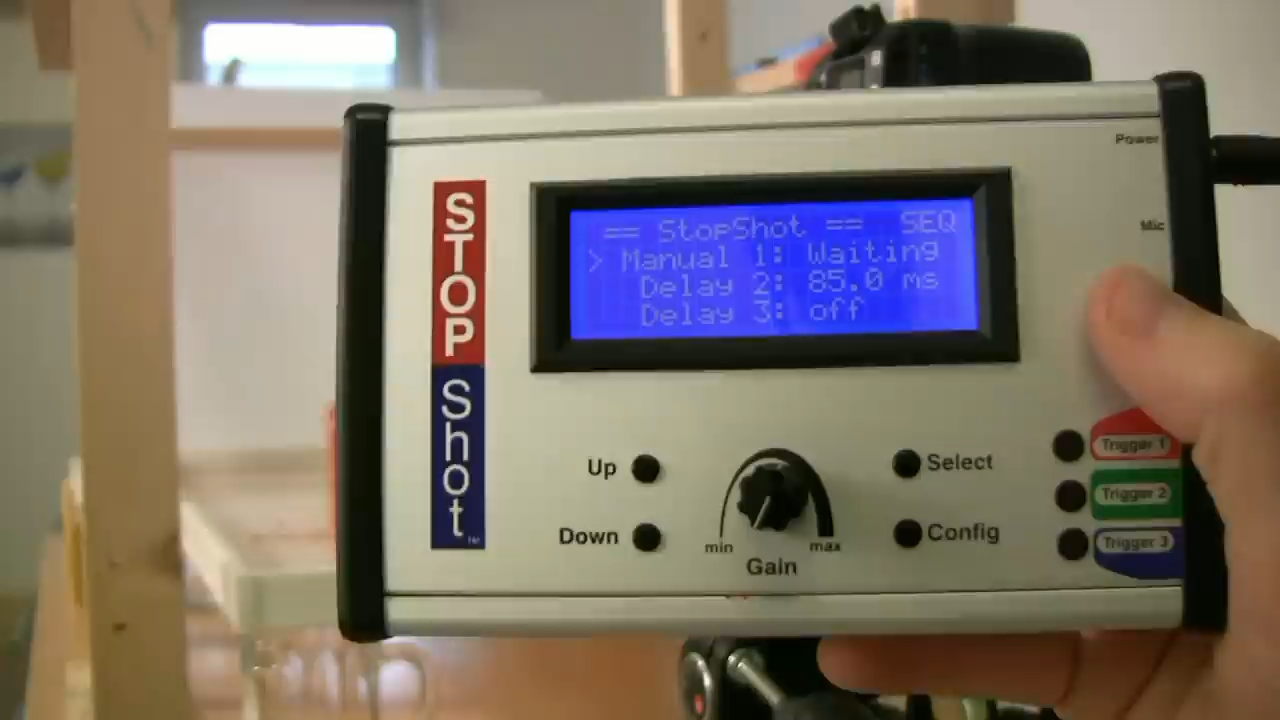 STOP Shot
== StopShot == SEQ
> Manual 1: Waiting
Delay 2: 85.0 ms
Delay 3: off
Power
Mic
Up
Down
min
max
Gain
Select
Config
Trigger 1
Trigger 2
Trigger 3